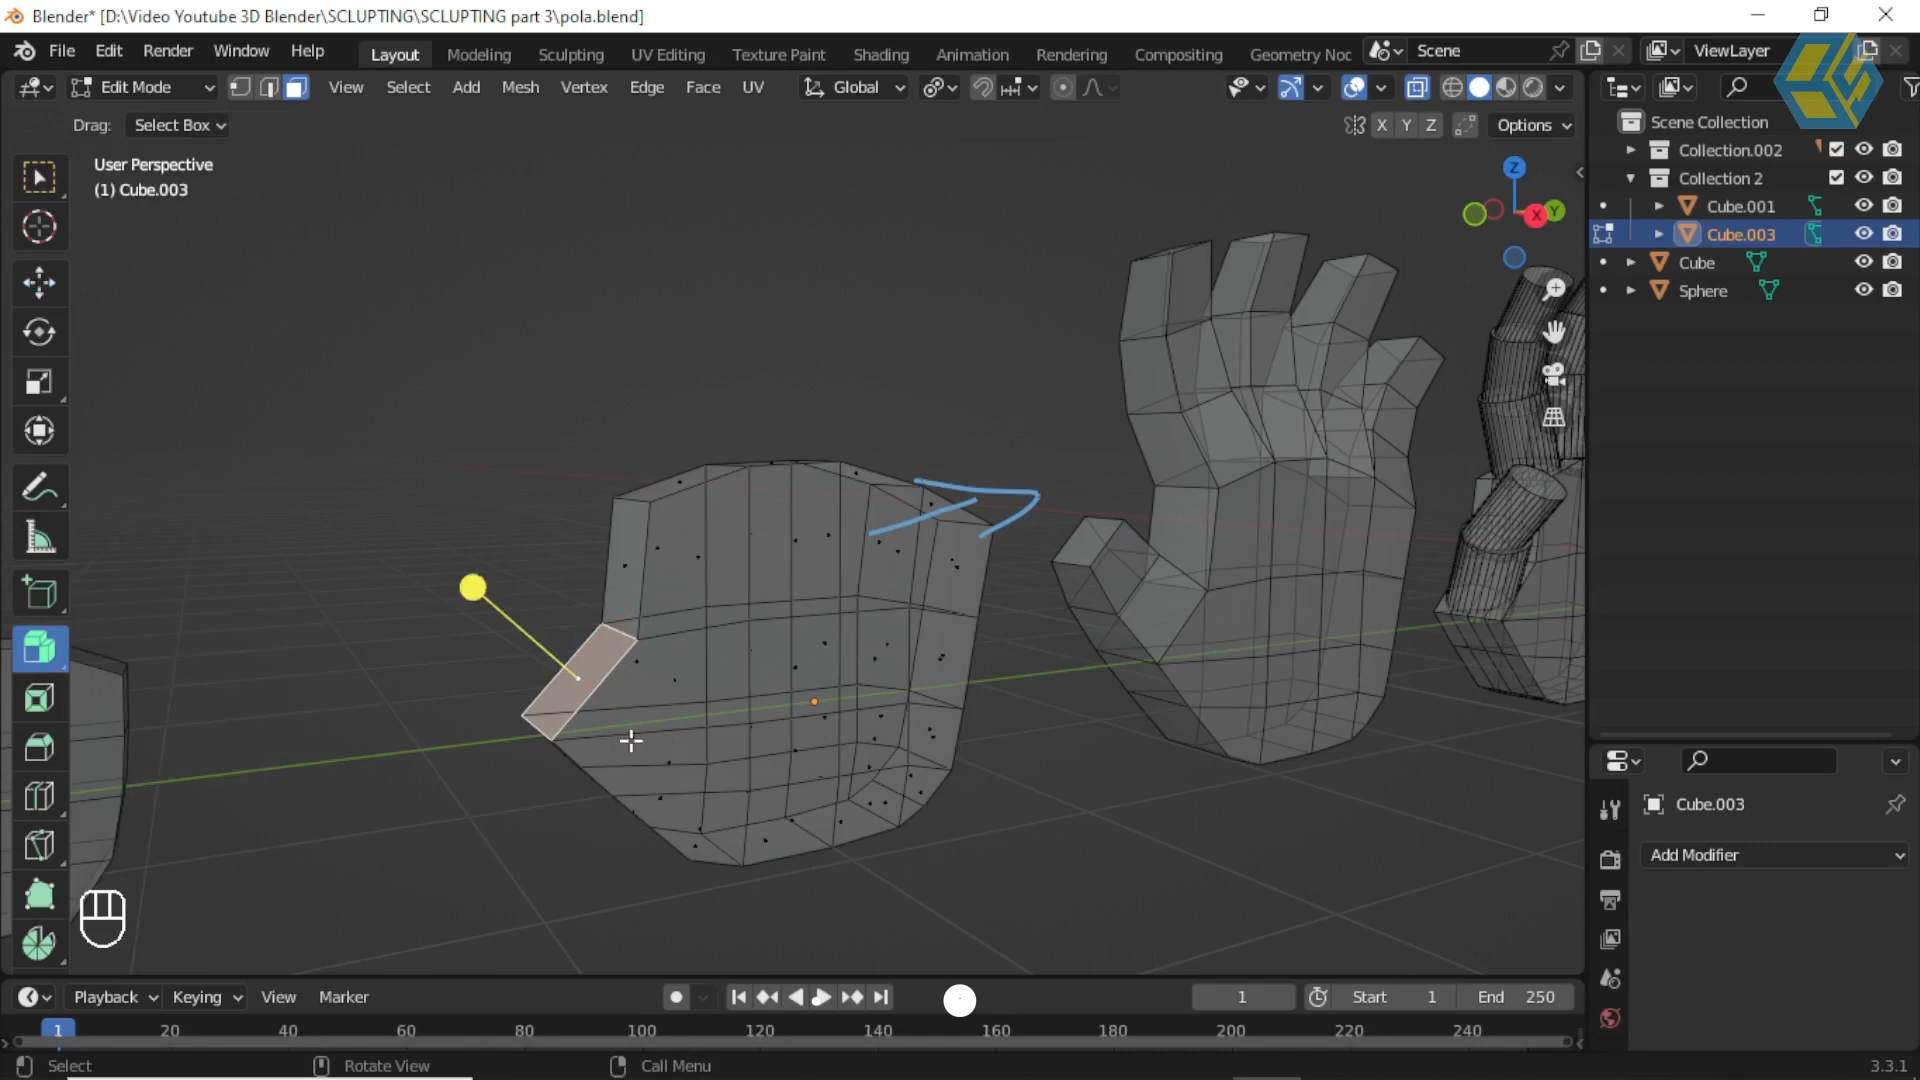 Blender* [D:\Video Youtube 3D Blender\SCLUPTING\SCLUPTING part 3\pola.blend]
File Edit Render Window Help Layout Modeling Sculpting UV Editing Texture Paint Shading Animation Rendering Compositing Geometry Noc Scene ViewLayer
Edit Mode View Select Add Mesh Vertex Edge Face UV Global
Drag: Select Box X Y Z Options
User Perspective
(1) Cube.003
Z
X Y
Scene Collection
Collection.002
Collection 2
Cube.001
Cube.003
Cube
Sphere
Cube.003
Add Modifier
Playback Keying View Marker 1 Start 1 End 250
1 20 40 60 80 100 120 140 160 180 200 220 240
Select Rotate View Call Menu 3.3.1